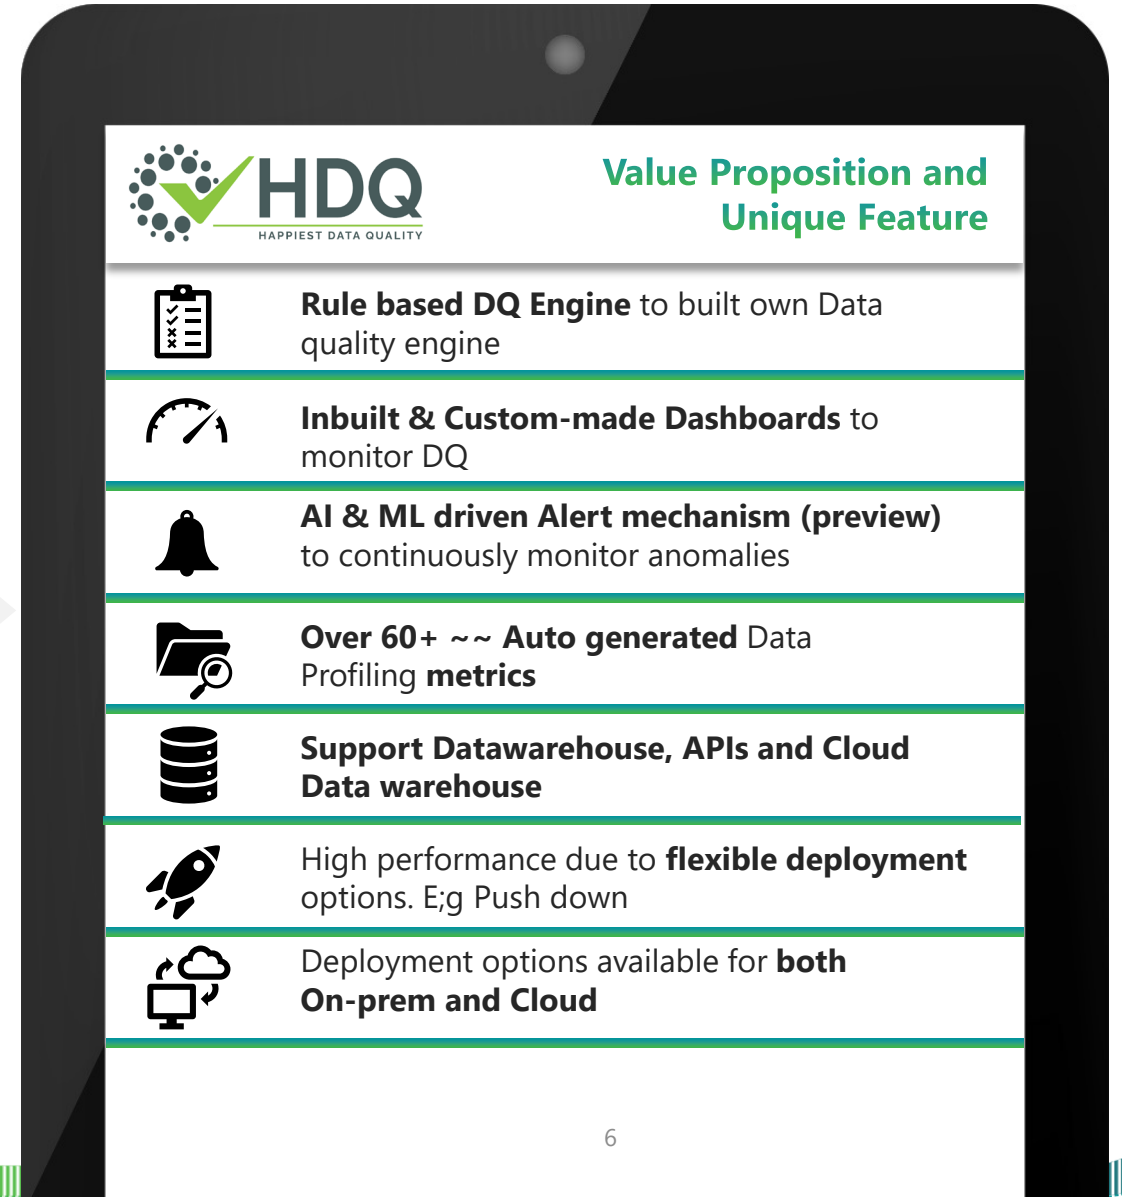 HDQ
HAPPIEST DATA QUALITY
Value Proposition and
Unique Feature
Rule based DQ Engine to built own Data
quality engine
Inbuilt & Custom-made Dashboards to
monitor DQ
AI & ML driven Alert mechanism (preview)
to continuously monitor anomalies
Over 60+ ~~ Auto generated Data
Profiling metrics
Support Datawarehouse, APIs and Cloud
Data warehouse
High performance due to flexible deployment
options. E;g Push down
Deployment options available for both
On-prem and Cloud
6